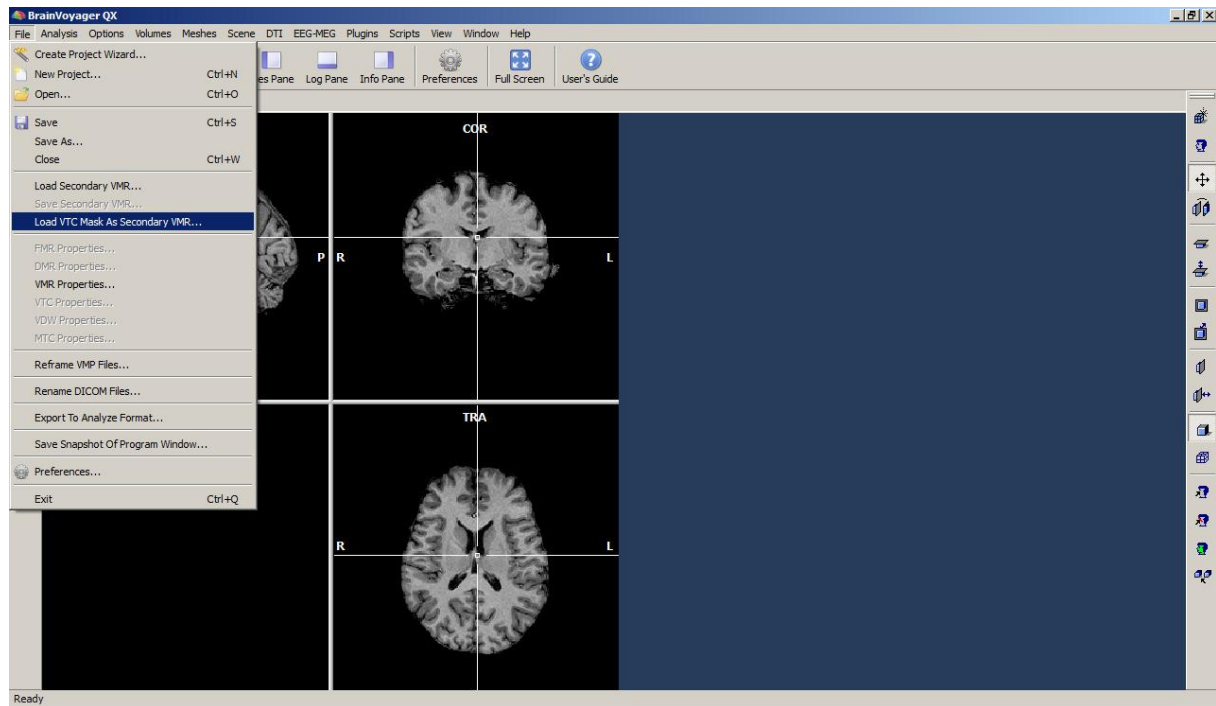 BrainVoyager QX
File Analysis Options Volumes Meshes Scene DTI EEG-MEG Plugins Scripts View Window Help
Create Project Wizard...
New Project... Ctrl+N
Open... Ctrl+O
es Pane Log Pane Info Pane Preferences Full Screen User's Guide
Save Ctrl+S
Save As...
Close Ctrl+W
Load Secondary VMR...
Save Secondary VMR...
Load VTC Mask As Secondary VMR...
FMR Properties...
DMR Properties...
VMR Properties...
VTC Properties...
VDW Properties...
MTC Properties...
Reframe VMP Files...
Rename DICOM Files...
Export To Analyze Format...
Save Snapshot Of Program Window...
Preferences...
Exit Ctrl+Q
COR
P R L
TRA
R L
Ready